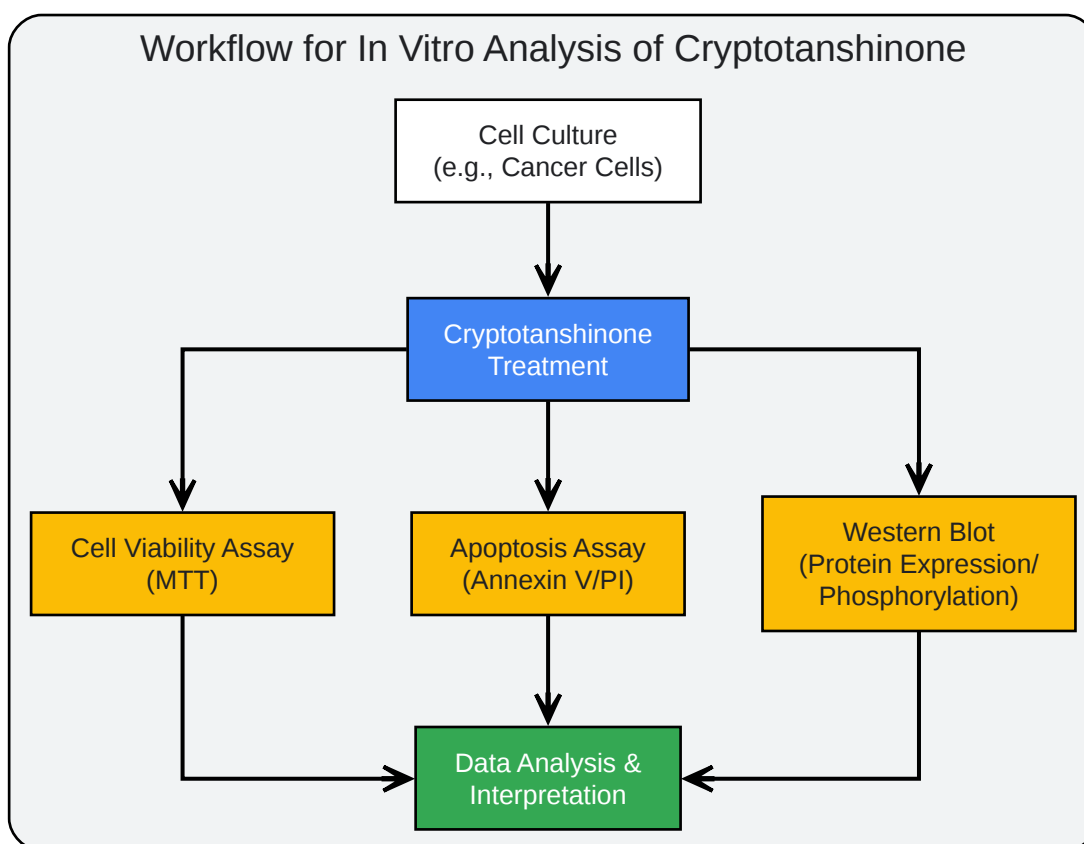 Workflow for In Vitro Analysis of Cryptotanshinone
Cell Culture
(e.g., Cancer Cells)
Cryptotanshinone
Treatment
Cell Viability Assay
(MTT)
Apoptosis Assay
(Annexin V/PI)
Western Blot
(Protein Expression/
Phosphorylation)
Data Analysis &
Interpretation